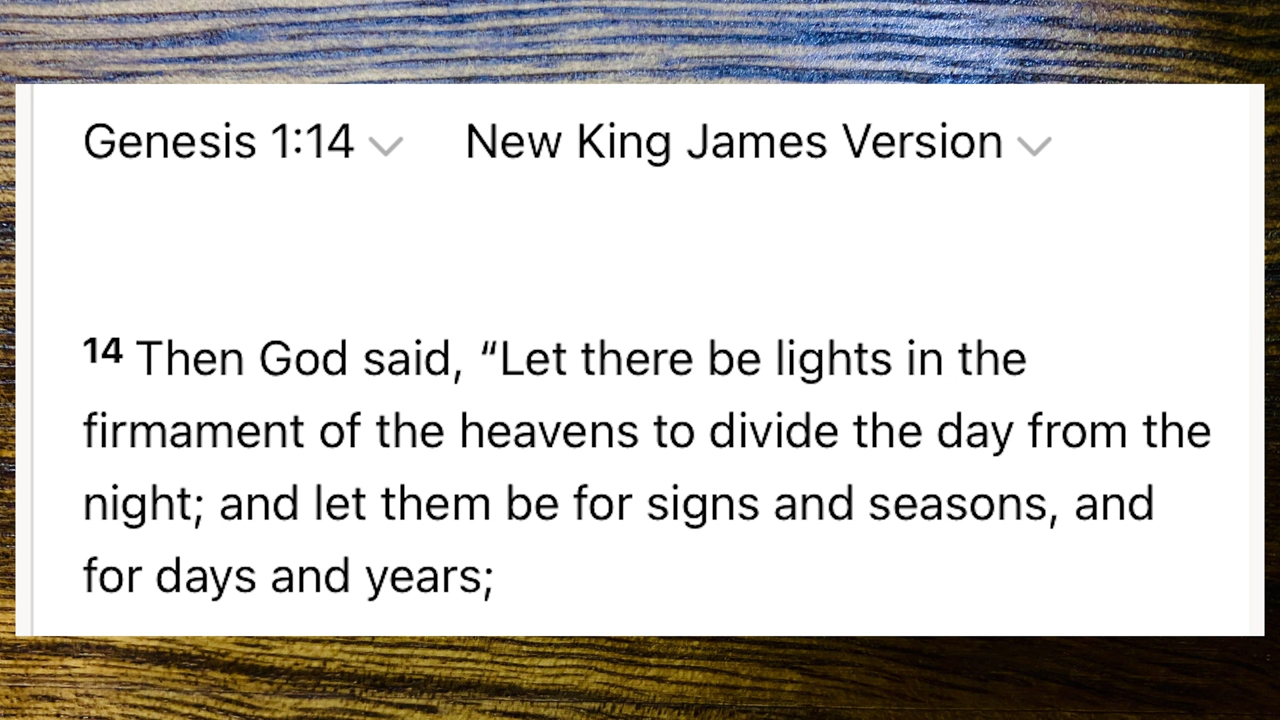 Genesis 1:14 New King James Version
14 Then God said, “Let there be lights in the
firmament of the heavens to divide the day from the
night; and let them be for signs and seasons, and
for days and years;